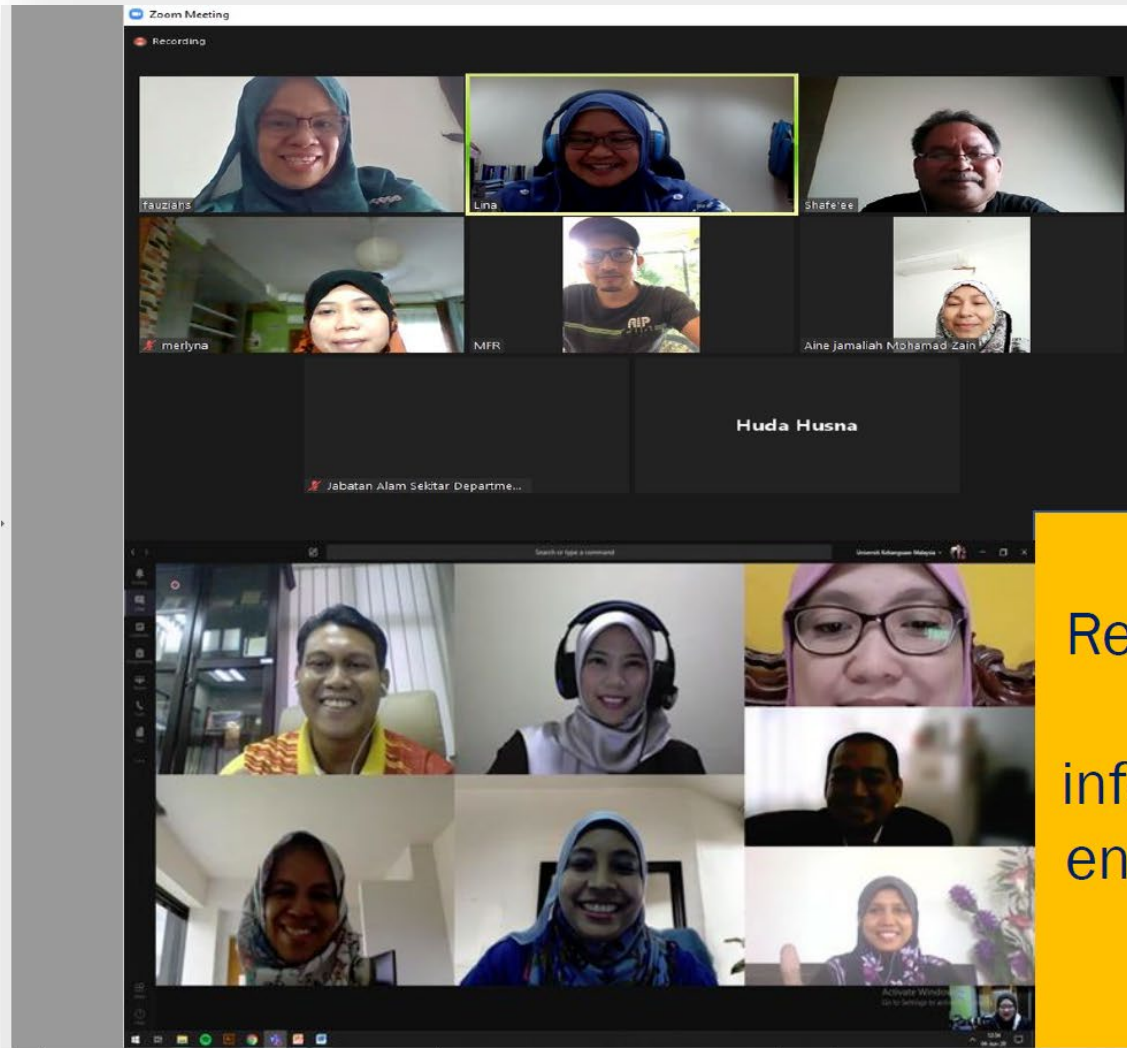 Zoom Meeting
Recording
fauziahs
Lina
Shafe'ee
merlyna
MFR
Aine jamaliah Mohamad Zain
Jabatan Alam Sekitar Departme...
Huda Husna
Search or type a command
Universiti Kebangsaan Malaysia
Re
inf
en
Activate Window